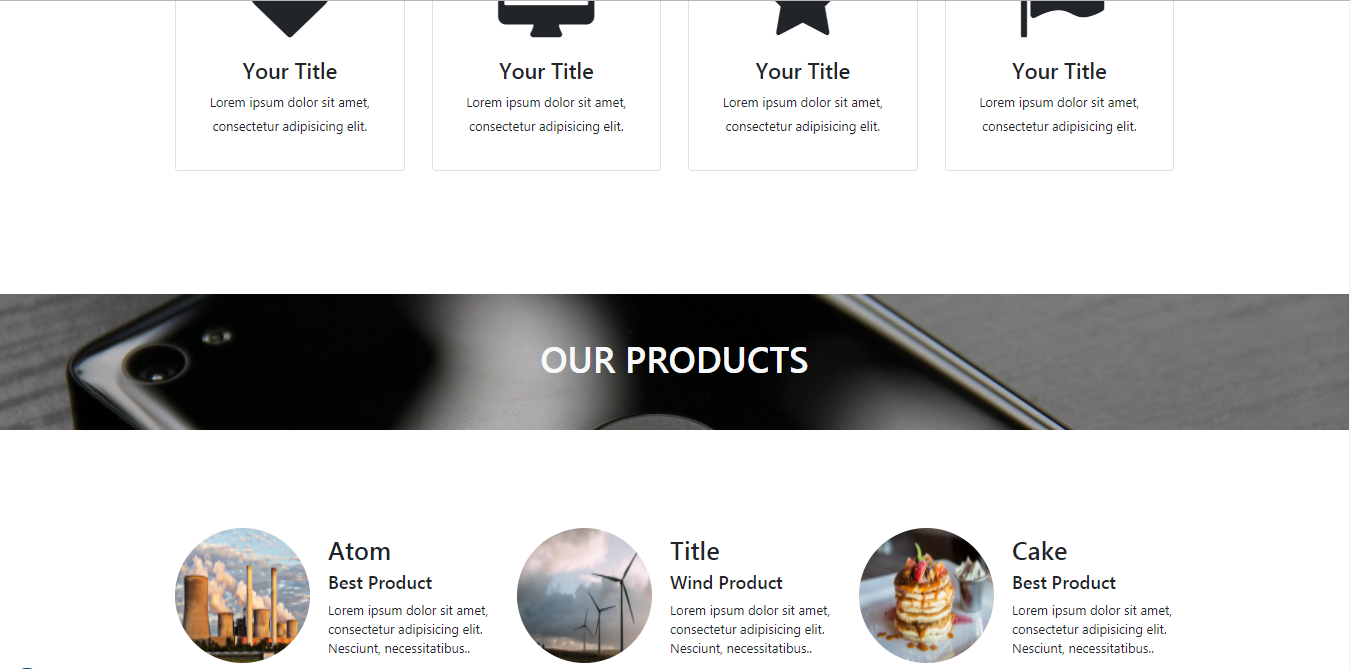 Your Title
Lorem ipsum dolor sit amet,
consectetur adipisicing elit.
Your Title
Lorem ipsum dolor sit amet,
consectetur adipisicing elit.
Your Title
Lorem ipsum dolor sit amet,
consectetur adipisicing elit.
Your Title
Lorem ipsum dolor sit amet,
consectetur adipisicing elit.
OUR PRODUCTS
Atom
Best Product
Lorem ipsum dolor sit amet,
consectetur adipisicing elit.
Nesciunt, necessitatibus..
Title
Wind Product
Lorem ipsum dolor sit amet,
consectetur adipisicing elit.
Nesciunt, necessitatibus..
Cake
Best Product
Lorem ipsum dolor sit amet,
consectetur adipisicing elit.
Nesciunt, necessitatibus..